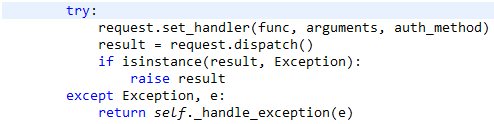 try:
request.set_handler(func, arguments, auth_method)
result = request.dispatch()
if isinstance(result, Exception):
raise result
except Exception, e:
return self._handle_exception(e)